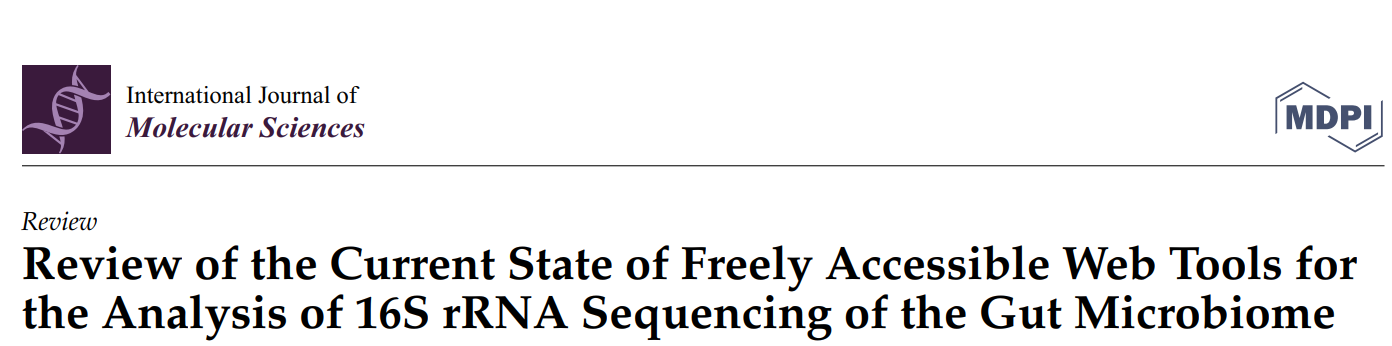 International Journal of
Molecular Sciences
MDPI
Review
Review of the Current State of Freely Accessible Web Tools for
the Analysis of 16S rRNA Sequencing of the Gut Microbiome